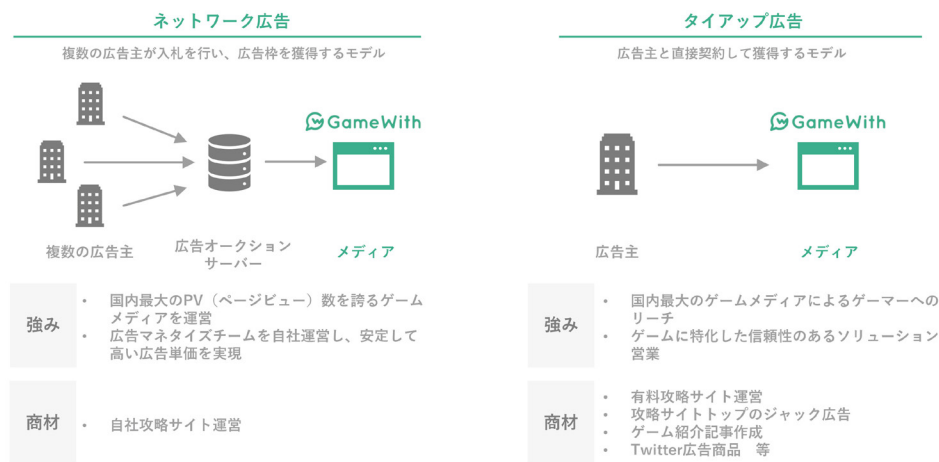 ネットワーク広告
複数の広告主が入札を行い、広告枠を獲得するモデル
GameWith
複数の広告主
広告オークション
サーバー
メディア
強み
• 国内最大のPV（ページビュー）数を誇るゲーム
メディアを運営
• 広告マネタイズチームを自社運営し、安定して
高い広告単価を実現
商材
• 自社攻略サイト運営
タイアップ広告
広告主と直接契約して獲得するモデル
GameWith
広告主
メディア
強み
• 国内最大のゲームメディアによるゲーマーへの
リーチ
• ゲームに特化した信頼性のあるソリューション
営業
商材
• 有料攻略サイト運営
• 攻略サイトトップのジャック広告
• ゲーム紹介記事作成
• Twitter広告商品　等